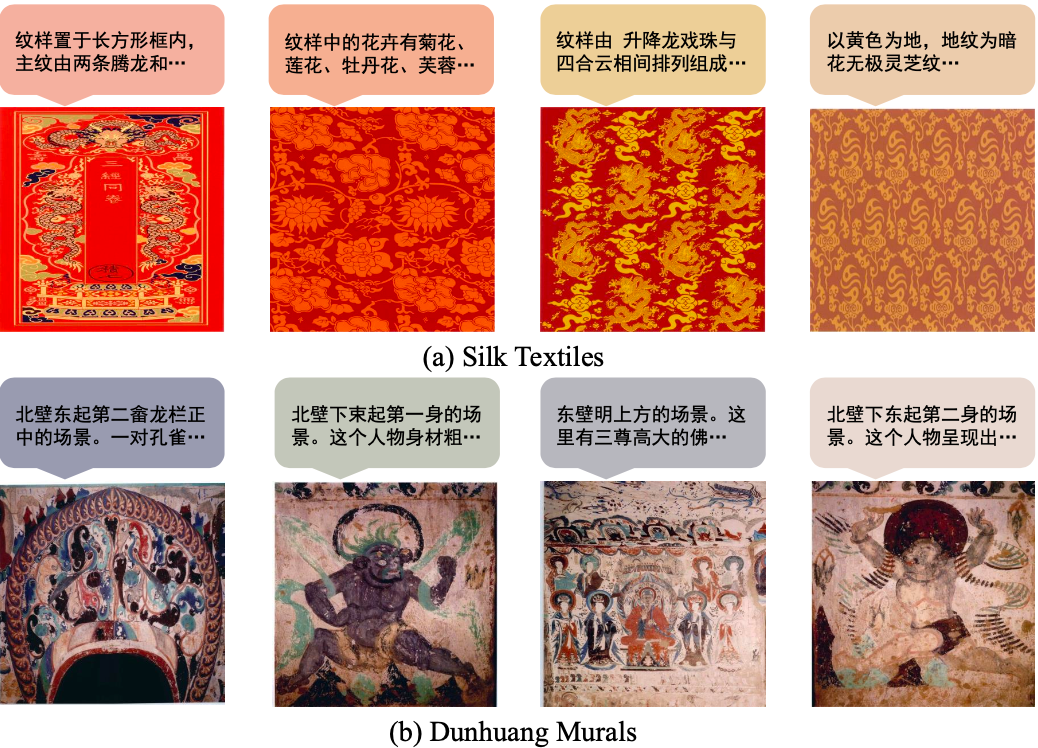 纹样置于长方形框内，
主纹由两条腾龙和…
纹样中的花卉有菊花、
莲花、牡丹花、芙蓉…
纹样由 升降龙戏珠与
四合云相间排列组成…
以黄色为地，地纹为暗
花无极灵芝纹…
三
經
同
卷
(a) Silk Textiles
北壁东起第二畬龙栏正
中的场景。一对孔雀…
北壁下束起第一身的场
景。这个人物身材粗…
东壁明上方的场景。这
里有三尊高大的佛…
北壁下东起第二身的场
景。这个人物呈现出…
(b) Dunhuang Murals